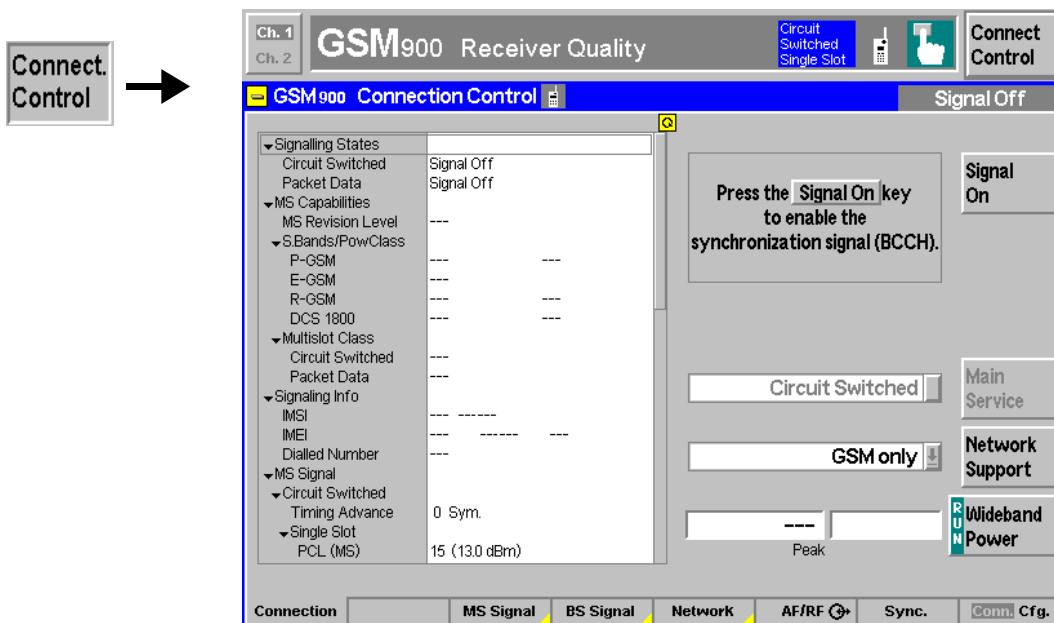 Connect.
Control
Ch. 1
Ch. 2
GSM900 Receiver Quality
Circuit
Switched
Single Slot
Connect
Control
GSM 900 Connection Control
Signal Off
Signalling States
Circuit Switched Signal Off
Packet Data Signal Off
MS Capabilities
MS Revision Level ---
S.Bands/PowClass
P-GSM --- ---
E-GSM ---
R-GSM --- ---
DCS 1800 --- ---
Multislot Class
Circuit Switched ---
Packet Data ---
Signaling Info
IMSI --- ------
IMEI --- ------ ---
Dialled Number ---
MS Signal
Circuit Switched
Timing Advance 0 Sym.
Single Slot
PCL (MS) 15 (13.0 dBm)
Press the Signal On key
to enable the
synchronization signal (BCCH).
Signal
On
Circuit Switched
Main
Service
GSM only
Network
Support
---
Peak
RUN
Wideband
Power
Connection MS Signal BS Signal Network AF/RF Sync. Conn. Cfg.